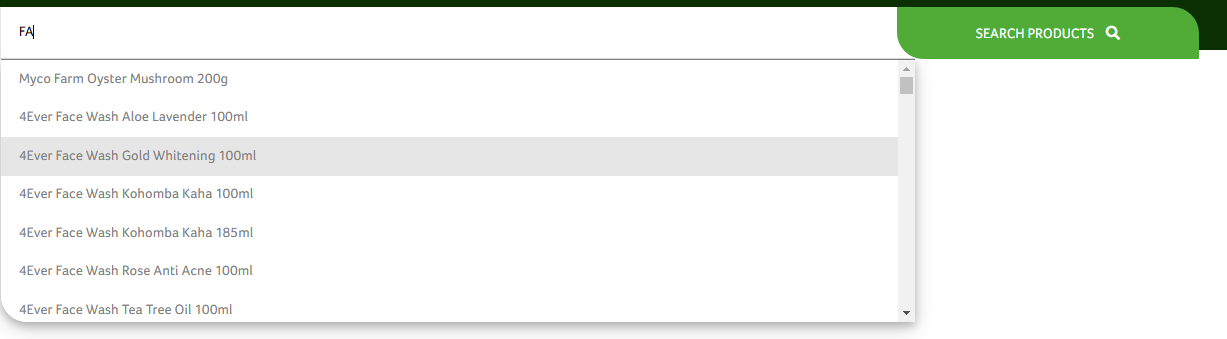 FA
SEARCH PRODUCTS
Myco Farm Oyster Mushroom 200g
4Ever Face Wash Aloe Lavender 100ml
4Ever Face Wash Gold Whitening 100ml
4Ever Face Wash Kohomba Kaha 100ml
4Ever Face Wash Kohomba Kaha 185ml
4Ever Face Wash Rose Anti Acne 100ml
4Ever Face Wash Tea Tree Oil 100ml